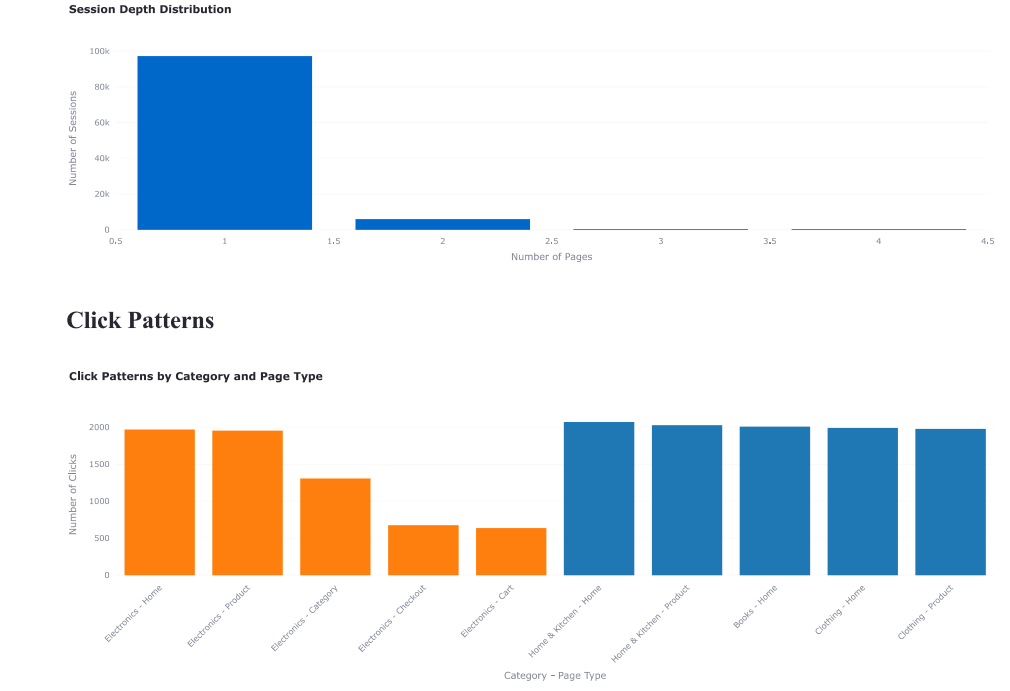 Session Depth Distribution
100k
80k
60k
40k
20k
0
Number of Sessions
0.5 1 1.5 2 2.5 3 3.5 4 4.5
Number of Pages
Click Patterns
Click Patterns by Category and Page Type
2000
1500
1000
500
0
Number of Clicks
Electronics - Home
Electronics - Product
Electronics - Category
Electronics - Checkout
Electronics - Cart
Home & Kitchen - Home
Home & Kitchen - Product
Books - Home
Clothing - Home
Clothing - Product
Category – Page Type